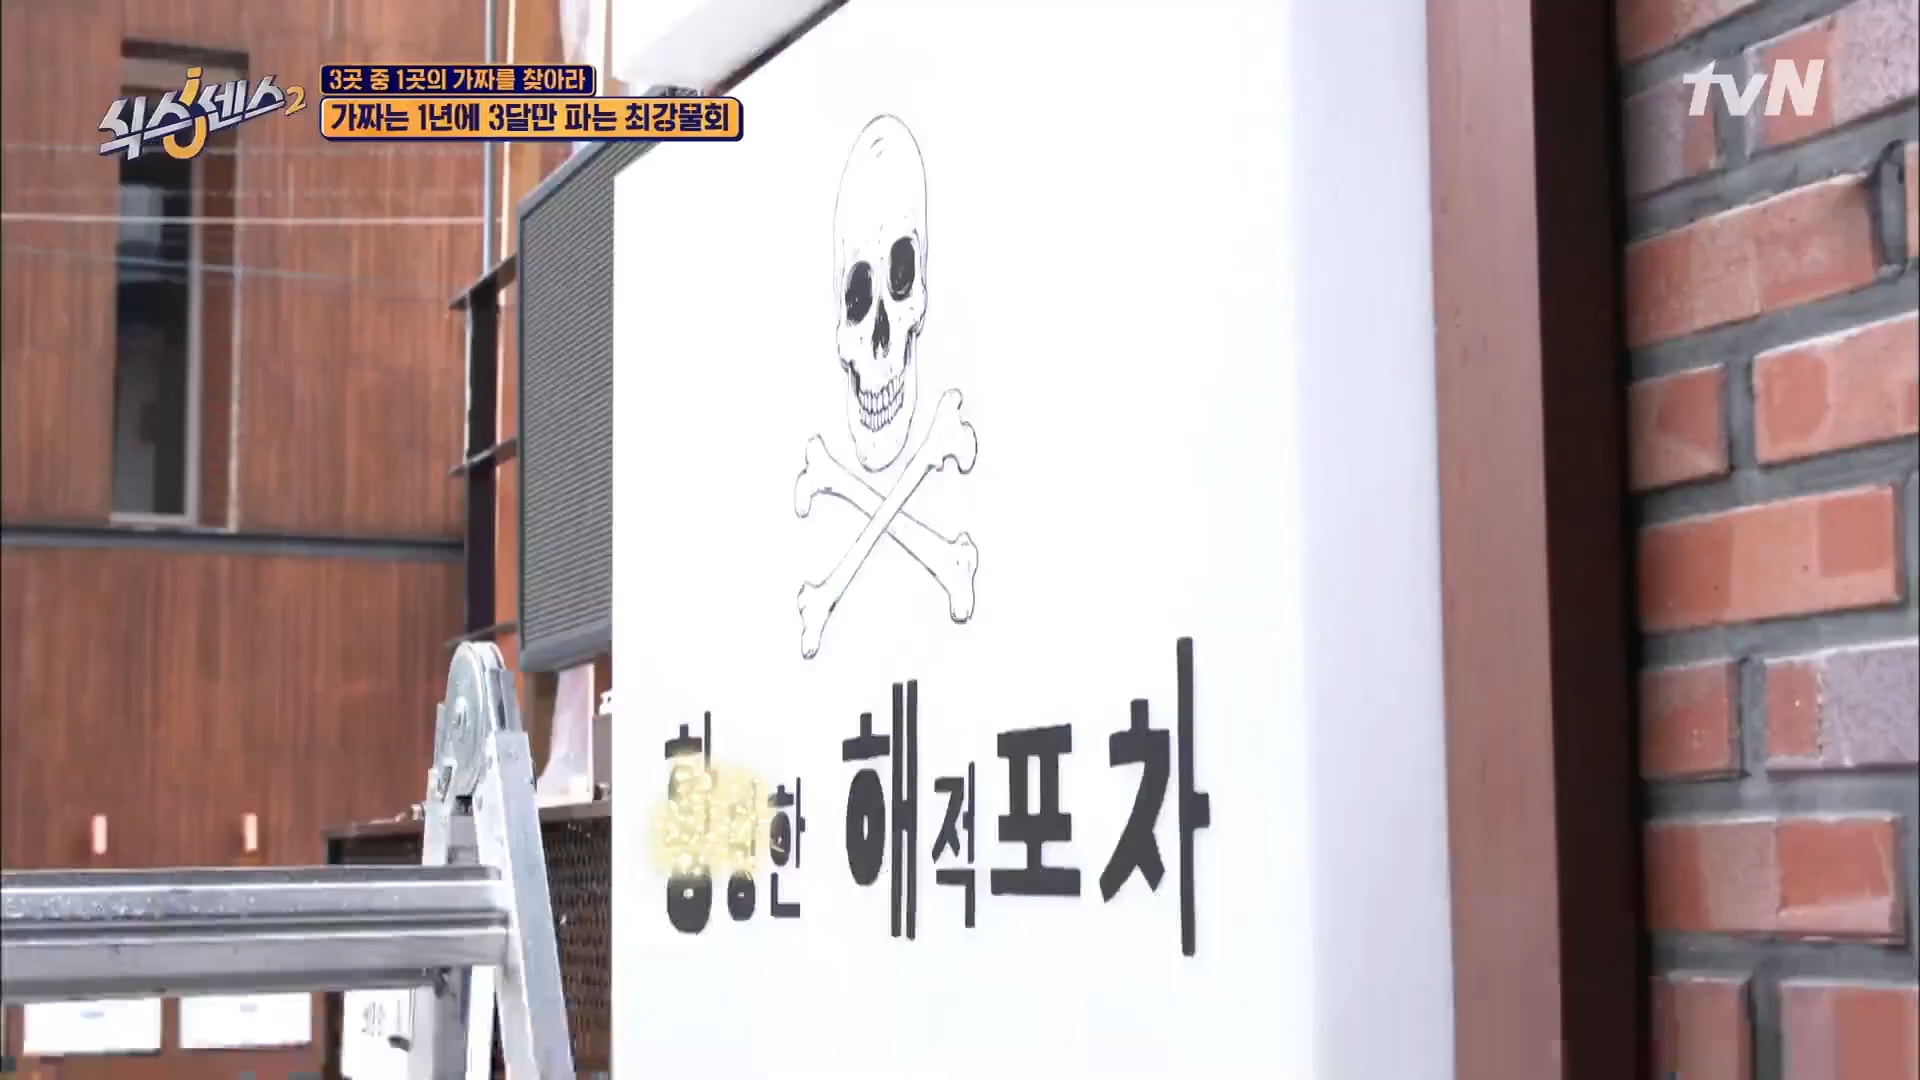 식스센스2
3곳 중 1곳의 가짜를 찾아라
가짜는 1년에 3달만 파는 최강물회
tvN
한 해적포차